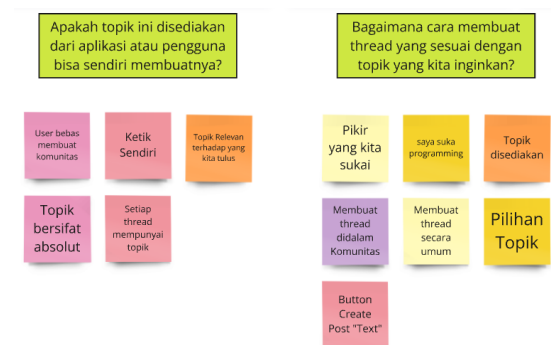 Apakah topik ini disediakan
dari aplikasi atau pengguna
bisa sendiri membuatnya?
User bebas
membuat
komunitas
Ketik
Sendiri
Topik Relevan
terhadap yang
kita tulus
Topik
bersifat
absolut
Setiap
thread
mempunyai
topik
Bagaimana cara membuat
thread yang sesuai dengan
topik yang kita inginkan?
Pikir
yang kita
sukai
saya suka
programming
Topik
disediakan
Membuat
thread
didalam
Komunitas
Membuat
thread
secara
umum
Pilihan
Topik
Button
Create
Post "Text"